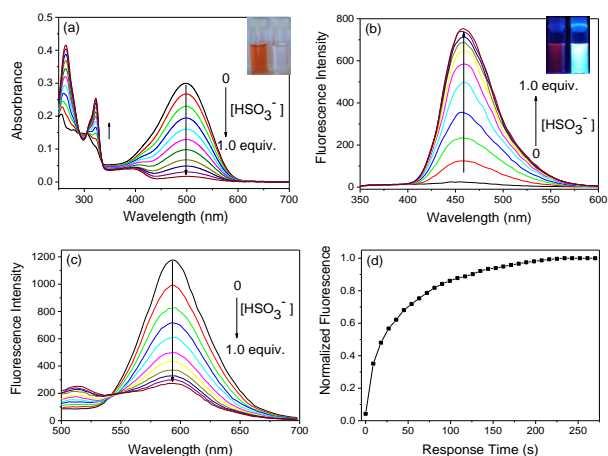 (a)
Absorbrance
0.5
0.4
0.3
0.2
0.1
0.0
0
[HSO3-]
1.0 equiv.
300 400 500 600 700
Wavelength (nm)
(b)
Fluorescence Intensity
800
600
400
200
0
1.0 equiv.
[HSO3-]
0
350 400 450 500 550 600
Wavelength (nm)
(c)
Fluorescence Intensity
1200
1000
800
600
400
200
0
0
[HSO3-]
1.0 equiv.
500 550 600 650 700
Wavelength (nm)
(d)
Normalized Fluorescence
1.0
0.8
0.6
0.4
0.2
0.0
0 50 100 150 200 250
Response Time (s)